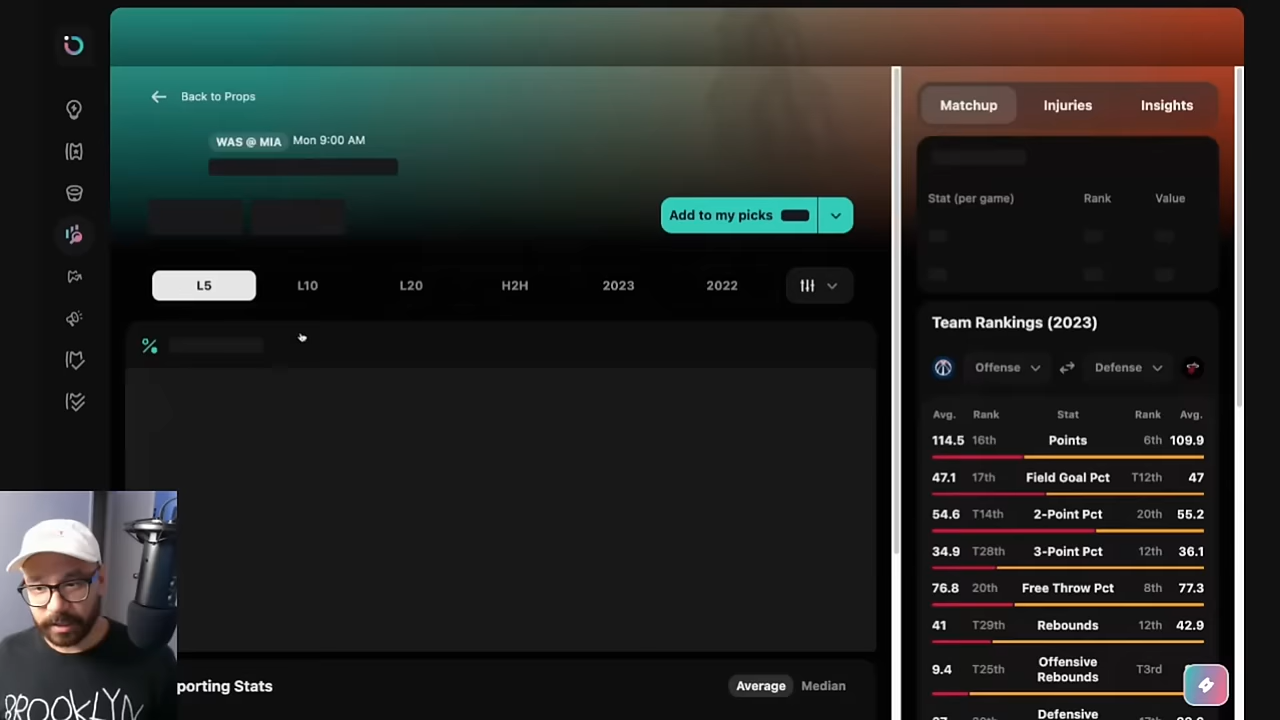 Back to Props
WAS @ MIA Mon 9:00 AM
Add to my picks
L5 L10 L20 H2H 2023 2022
%
porting Stats
Average Median
BROOKLYN
Matchup Injuries Insights
Stat (per game) Rank Value
Team Rankings (2023)
Offense Defense
Avg. Rank Stat Rank Avg.
114.5 16th Points 6th 109.9
47.1 17th Field Goal Pct T12th 47
54.6 T14th 2-Point Pct 20th 55.2
34.9 T28th 3-Point Pct 12th 36.1
76.8 20th Free Throw Pct 8th 77.3
41 T29th Rebounds 12th 42.9
9.4 T25th Offensive Rebounds T3rd
Defensive